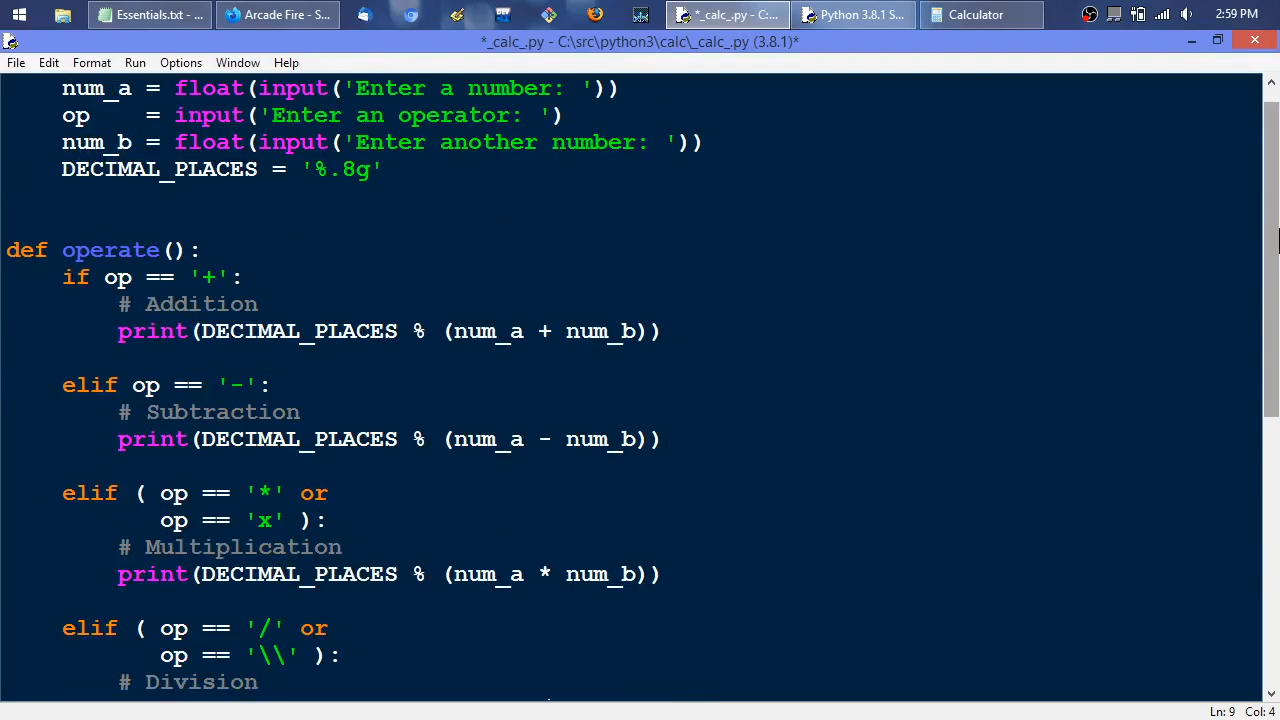 Essentials.txt - ...
Arcade Fire - S...
*_calc_.py - C:...
Python 3.8.1 S...
Calculator
2:59 PM
*_calc_.py - C:\src\python3\calc\_calc_.py (3.8.1)*
File Edit Format Run Options Window Help
num_a = float(input('Enter a number: '))
op    = input('Enter an operator: ')
num_b = float(input('Enter another number: '))
DECIMAL_PLACES = '%.8g'
def operate():
if op == '+':
# Addition
print(DECIMAL_PLACES % (num_a + num_b))
elif op == '-':
# Subtraction
print(DECIMAL_PLACES % (num_a - num_b))
elif ( op == '*' or
op == 'x' ):
# Multiplication
print(DECIMAL_PLACES % (num_a * num_b))
elif ( op == '/' or
op == '\\' ):
# Division
Ln: 9 Col: 4